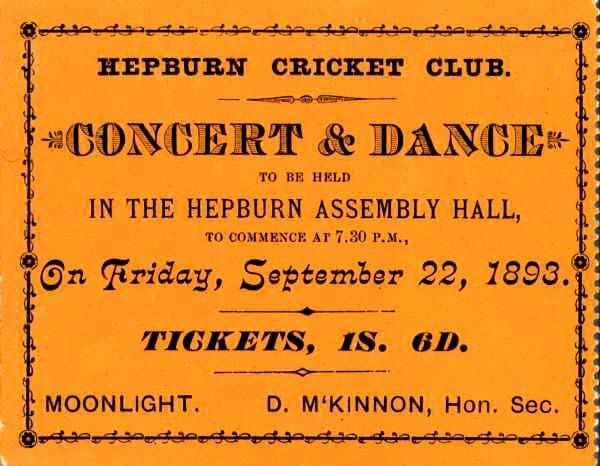 HEPBURN CRICKET CLUB.
CONCERT & DANCE
TO BE HELD
IN THE HEPBURN ASSEMBLY HALL,
TO COMMENCE AT 7.30 P.M.,
On Friday, September 22, 1893.
TICKETS, 1S. 6D.
MOONLIGHT. D. M‘KINNON, Hon. Sec.